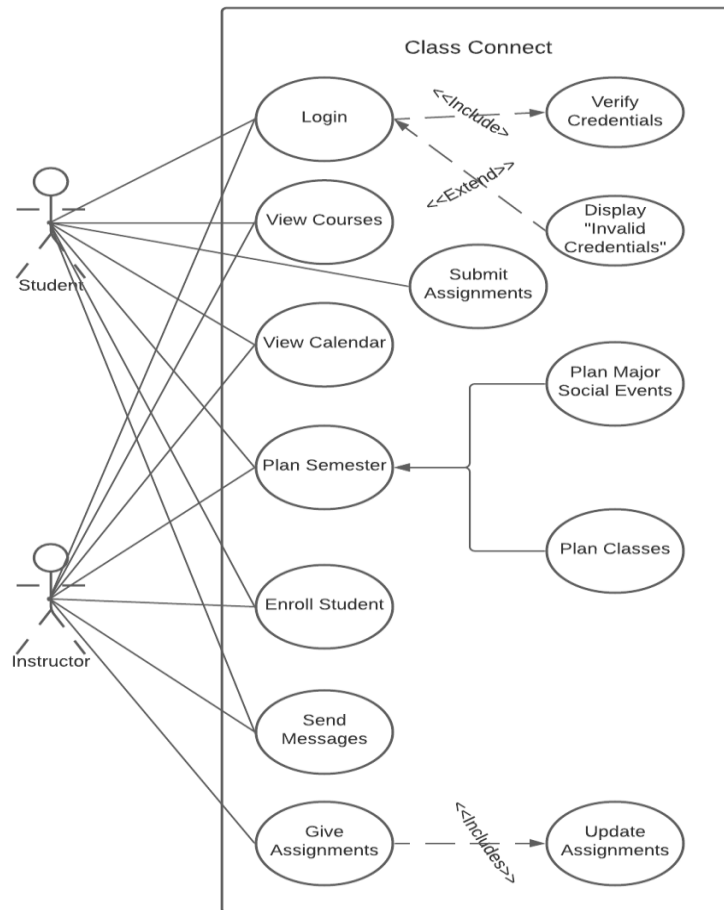 Class Connect
Login
<<Include>
Verify
Credentials
<<Extend>>
View Courses
Display
"Invalid
Credentials"
Student
Submit
Assignments
View Calendar
Plan Major
Social Events
Plan Semester
Plan Classes
Enroll Student
Instructor
Send
Messages
Give
Assignments
<<Includes>>
Update
Assignments